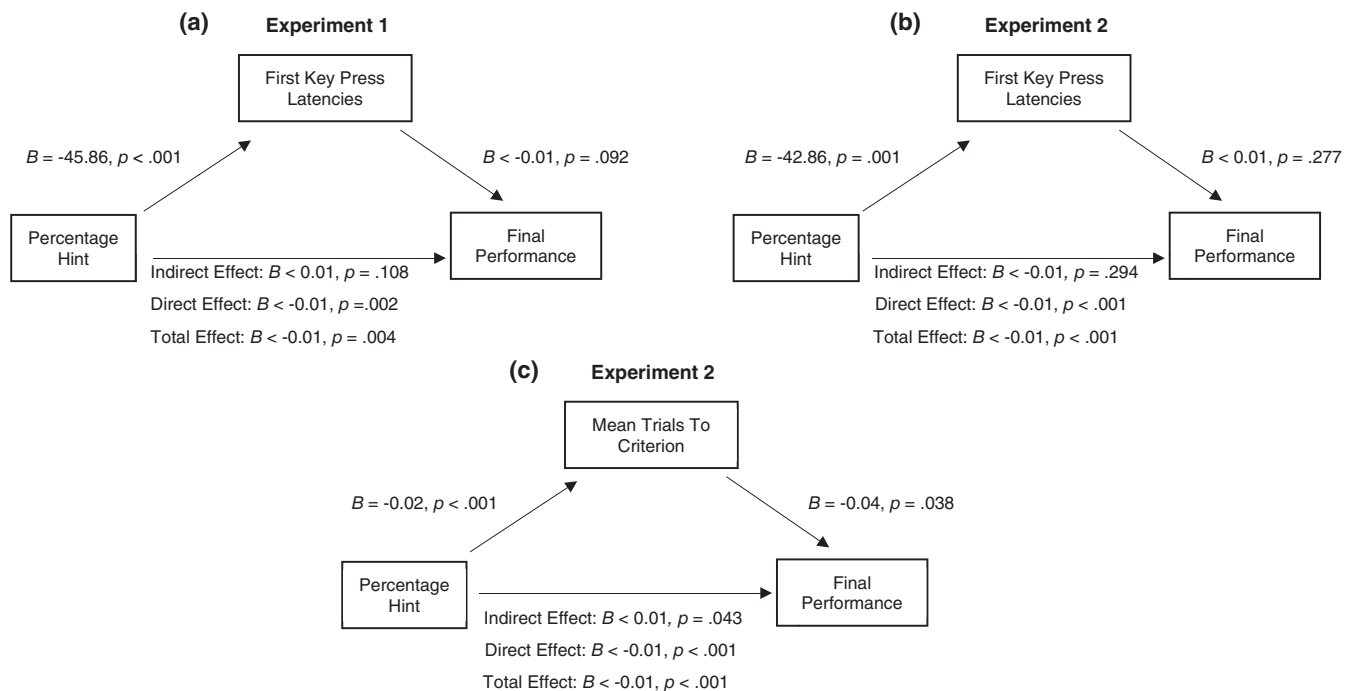 (a) Experiment 1
First Key Press
Latencies
B = -45.86, p < .001
B < -0.01, p = .092
Percentage
Hint
Final
Performance
Indirect Effect: B < 0.01, p = .108
Direct Effect: B < -0.01, p =.002
Total Effect: B < -0.01, p = .004
(b) Experiment 2
First Key Press
Latencies
B = -42.86, p = .001
B < 0.01, p = .277
Percentage
Hint
Final
Performance
Indirect Effect: B < -0.01, p = .294
Direct Effect: B < -0.01, p < .001
Total Effect: B < -0.01, p < .001
(c) Experiment 2
Mean Trials To
Criterion
B = -0.02, p < .001
B = -0.04, p = .038
Percentage
Hint
Final
Performance
Indirect Effect: B < 0.01, p = .043
Direct Effect: B < -0.01, p < .001
Total Effect: B < -0.01, p < .001